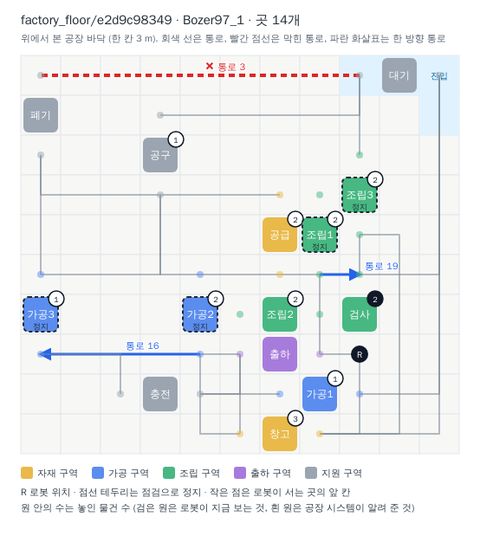 factory_floor/e2d9c98349 · Bozer97_1 · 곳 14개
위에서 본 공장 바닥 (한 칸 3 m). 회색 선은 통로, 빨간 점선은 막힌 통로, 파란 화살표는 한 방향 통로
✕ 통로 3
대기
진입
폐기
1
공구
2
조립3
정지
2
공급
2
조립1
정지
통로 19
1
가공3
정지
2
가공2
정지
2
조립2
2
검사
통로 16
출하
R
충전
1
가공1
3
창고
자재 구역
가공 구역
조립 구역
출하 구역
지원 구역
R 로봇 위치 · 점선 테두리는 점검으로 정지 · 작은 점은 로봇이 서는 곳의 앞 칸
원 안의 수는 놓인 물건 수 (검은 원은 로봇이 지금 보는 것, 흰 원은 공장 시스템이 알려 준 것)